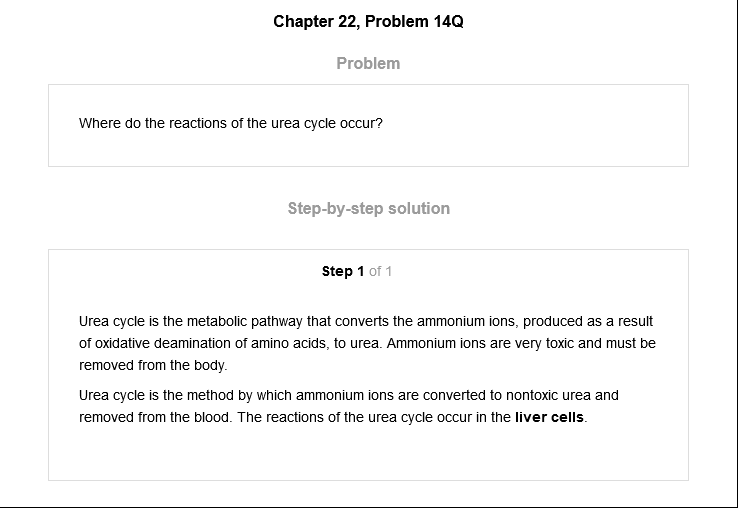 Chapter 22, Problem 14Q
Problem
Where do the reactions of the urea cycle occur?
Step-by-step solution
Step 1 of 1
Urea cycle is the metabolic pathway that converts the ammonium ions, produced as a result
of oxidative deamination of amino acids, to urea. Ammonium ions are very toxic and must be
removed from the body.
Urea cycle is the method by which ammonium ions are converted to nontoxic urea and
removed from the blood. The reactions of the urea cycle occur in the liver cells.